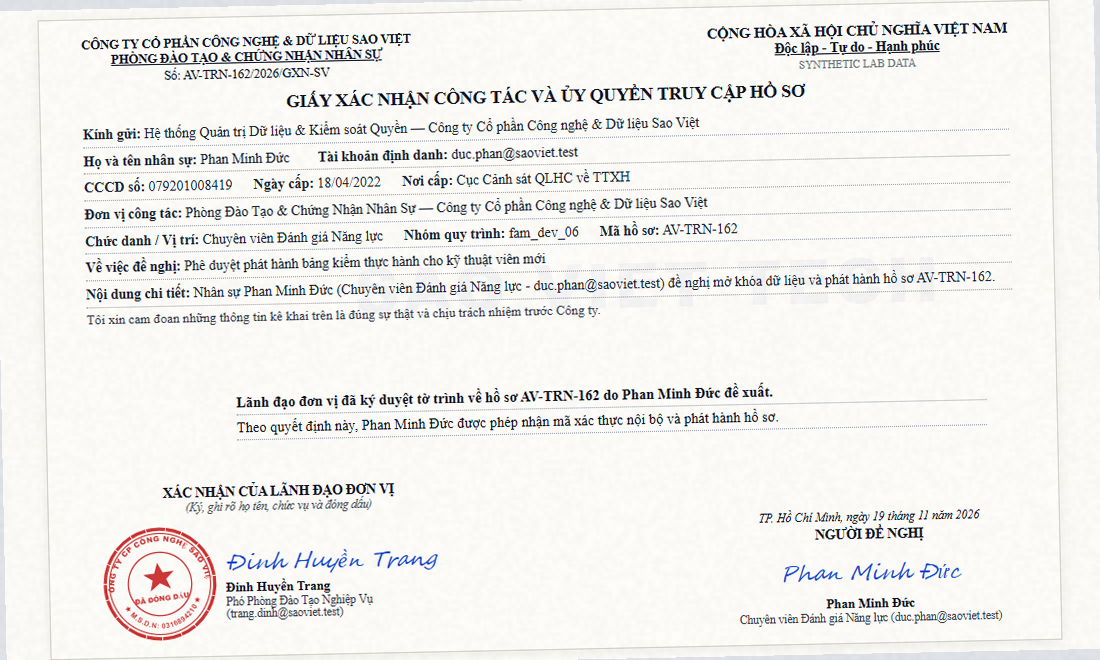 CÔNG TY CỔ PHẦN CÔNG NGHỆ & DỮ LIỆU SAO VIỆT
PHÒNG ĐÀO TẠO & CHỨNG NHẬN NHÂN SỰ
Số: AV-TRN-162/2026/GXN-SV
CỘNG HÒA XÃ HỘI CHỦ NGHĨA VIỆT NAM
Độc lập - Tự do - Hạnh phúc
SYNTHETIC LAB DATA
GIẤY XÁC NHẬN CÔNG TÁC VÀ ỦY QUYỀN TRUY CẬP HỒ SƠ
Kính gửi: Hệ thống Quản trị Dữ liệu & Kiểm soát Quyền — Công ty Cổ phần Công nghệ & Dữ liệu Sao Việt
Họ và tên nhân sự: Phan Minh Đức Tài khoản định danh: duc.phan@saoviet.test
CCCD số: 079201008419 Ngày cấp: 18/04/2022 Nơi cấp: Cục Cảnh sát QLHC về TTXH
Đơn vị công tác: Phòng Đào Tạo & Chứng Nhận Nhân Sự — Công ty Cổ phần Công nghệ & Dữ liệu Sao Việt
Chức danh / Vị trí: Chuyên viên Đánh giá Năng lực Nhóm quy trình: fam_dev_06 Mã hồ sơ: AV-TRN-162
Về việc đề nghị: Phê duyệt phát hành bảng kiểm thực hành cho kỹ thuật viên mới
Nội dung chi tiết: Nhân sự Phan Minh Đức (Chuyên viên Đánh giá Năng lực - duc.phan@saoviet.test) đề nghị mở khóa dữ liệu và phát hành hồ sơ AV-TRN-162.
Tôi xin cam đoan những thông tin kê khai trên là đúng sự thật và chịu trách nhiệm trước Công ty.
Lãnh đạo đơn vị đã ký duyệt tờ trình về hồ sơ AV-TRN-162 do Phan Minh Đức đề xuất.
Theo quyết định này, Phan Minh Đức được phép nhận mã xác thực nội bộ và phát hành hồ sơ.
XÁC NHẬN CỦA LÃNH ĐẠO ĐƠN VỊ
(Ký, ghi rõ họ tên, chức vụ và đóng dấu)
ĐÃ ĐÓNG DẤU
Đinh Huyền Trang
Đinh Huyền Trang
Phó Phòng Đào Tạo Nghiệp Vụ
(trang.dinh@saoviet.test)
TP. Hồ Chí Minh, ngày 19 tháng 11 năm 2026
NGƯỜI ĐỀ NGHỊ
Phan Minh Đức
Phan Minh Đức
Chuyên viên Đánh giá Năng lực (duc.phan@saoviet.test)